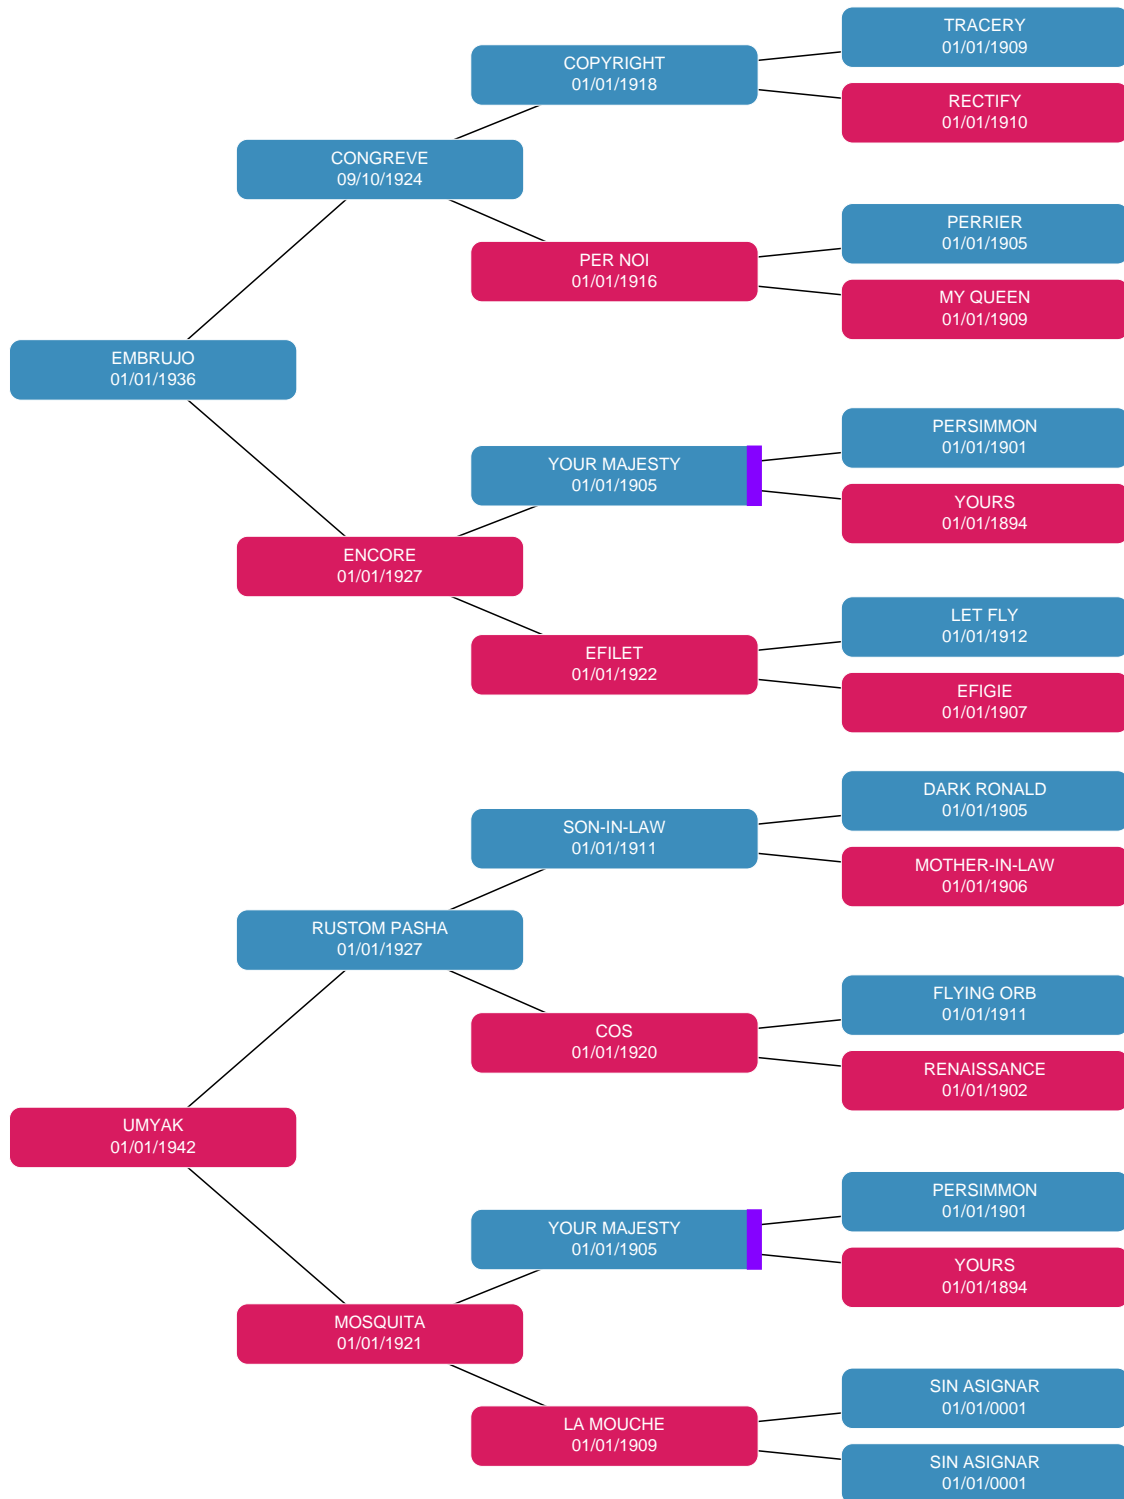 TRACERY
01/01/1909
COPYRIGHT
01/01/1918
RECTIFY
01/01/1910
CONGREVE
09/10/1924
PERRIER
01/01/1905
PER NOI
01/01/1916
MY QUEEN
01/01/1909
EMBRUJO
01/01/1936
PERSIMMON
01/01/1901
YOUR MAJESTY
01/01/1905
YOURS
01/01/1894
ENCORE
01/01/1927
LET FLY
01/01/1912
EFILET
01/01/1922
EFIGIE
01/01/1907
DARK RONALD
01/01/1905
SON-IN-LAW
01/01/1911
MOTHER-IN-LAW
01/01/1906
RUSTOM PASHA
01/01/1927
FLYING ORB
01/01/1911
COS
01/01/1920
RENAISSANCE
01/01/1902
UMYAK
01/01/1942
PERSIMMON
01/01/1901
YOUR MAJESTY
01/01/1905
YOURS
01/01/1894
MOSQUITA
01/01/1921
SIN ASIGNAR
01/01/0001
LA MOUCHE
01/01/1909
SIN ASIGNAR
01/01/0001